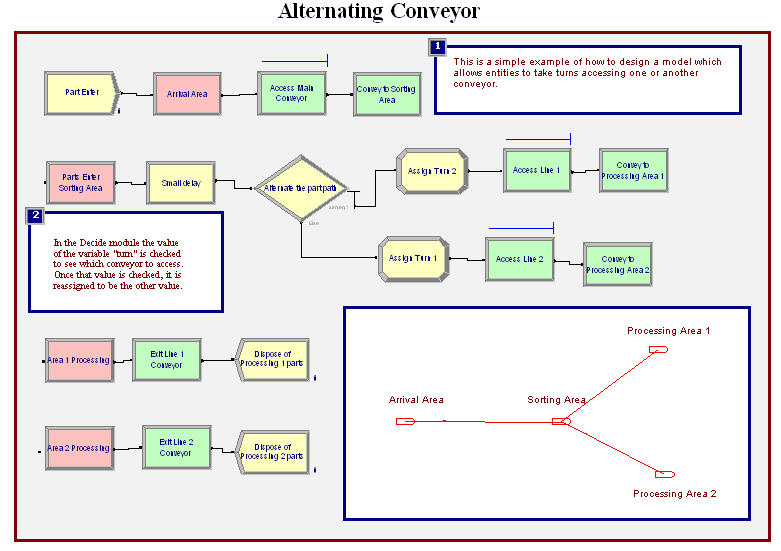 Alternating Conveyor
1
This is a simple example of how to design a model which
allows entities to take turns accessing one or another
conveyor.
Part Enter
Arrival Area
Access Main
Conveyor
Convey to Sorting
Area
Parts Enter
Sorting Area
Small delay
Alternate the part path
Else
Assign Turn 2
Access Line 1
Convey to
Processing Area 1
Assign Turn 1
Access Line 2
Convey to
Processing Area 2
2
In the Decide module the value
of the variable "turn" is checked
to see which conveyor to access.
Once that value is checked, it is
reassigned to be the other value.
Area 1 Processing
Exit Line 1
Conveyor
Dispose of
Processing 1 parts
Area 2 Processing
Exit Line 2
Conveyor
Dispose of
Processing 2 parts
Processing Area 1
Arrival Area
Sorting Area
Processing Area 2